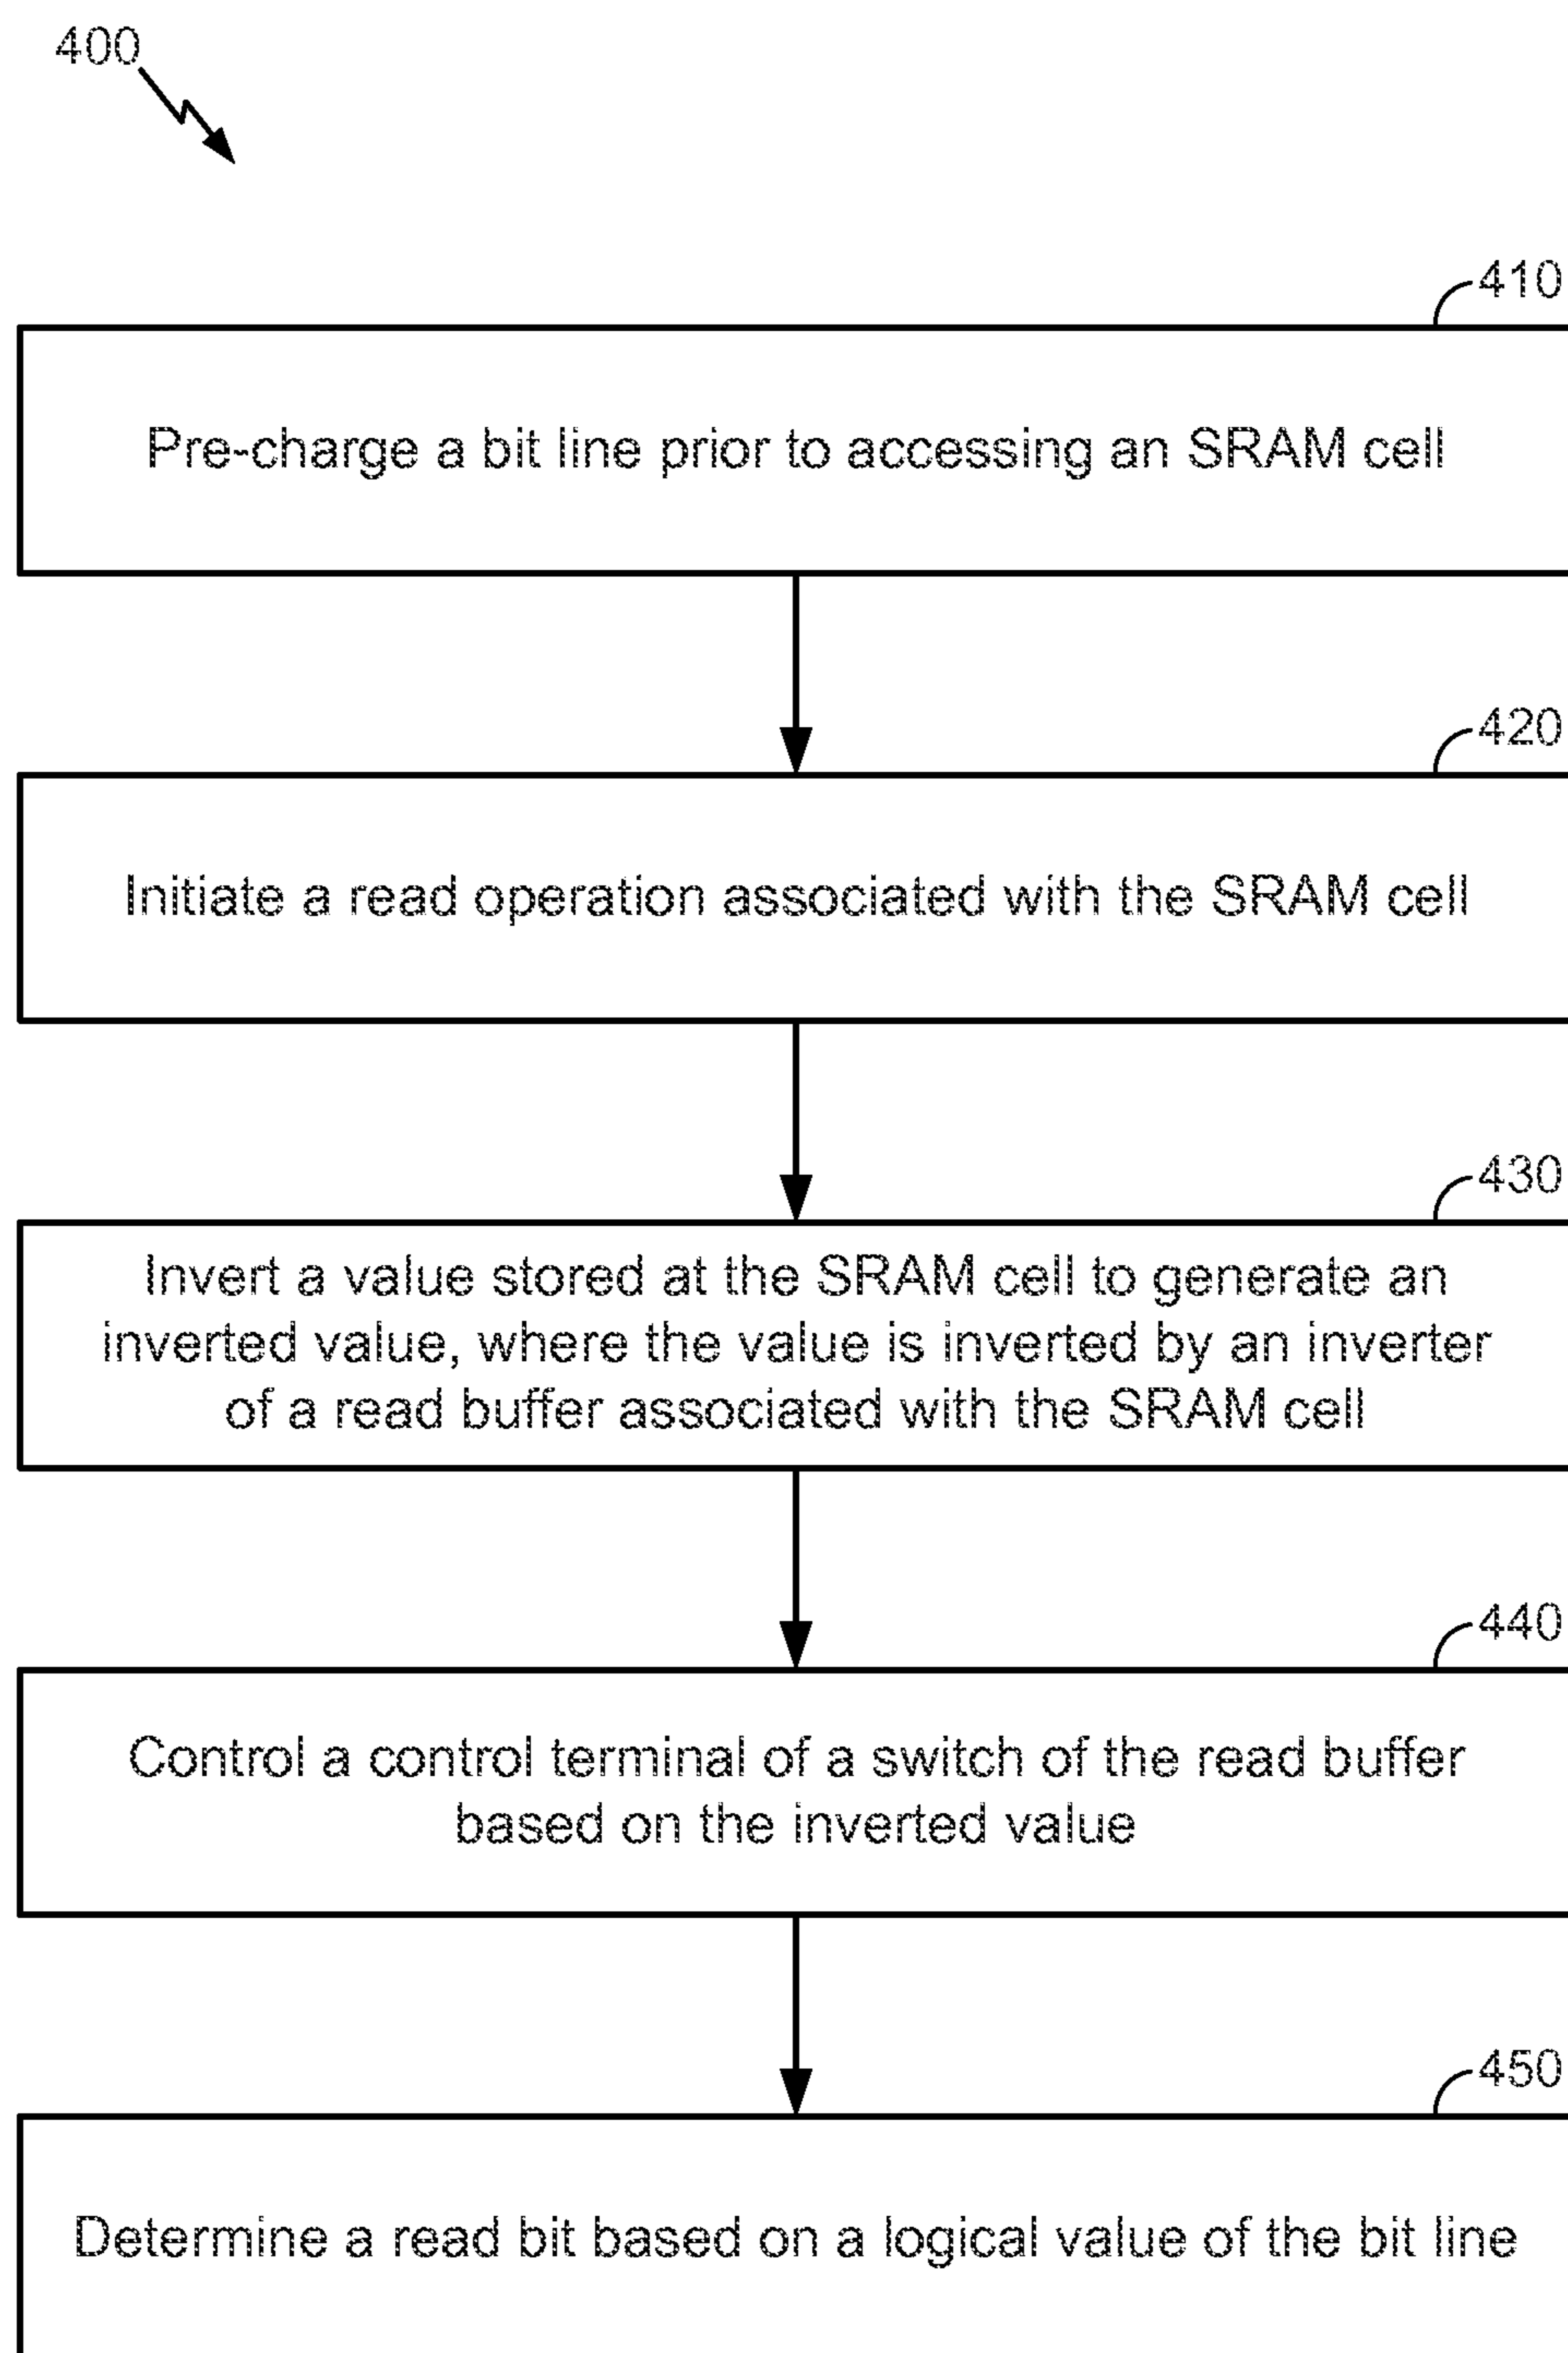 400
410
Pre-charge a bit line prior to accessing an SRAM cell
420
Initiate a read operation associated with the SRAM cell
430
Invert a value stored at the SRAM cell to generate an
inverted value, where the value is inverted by an inverter
of a read buffer associated with the SRAM cell
440
Control a control terminal of a switch of the read buffer
based on the inverted value
450
Determine a read bit based on a logical value of the bit line